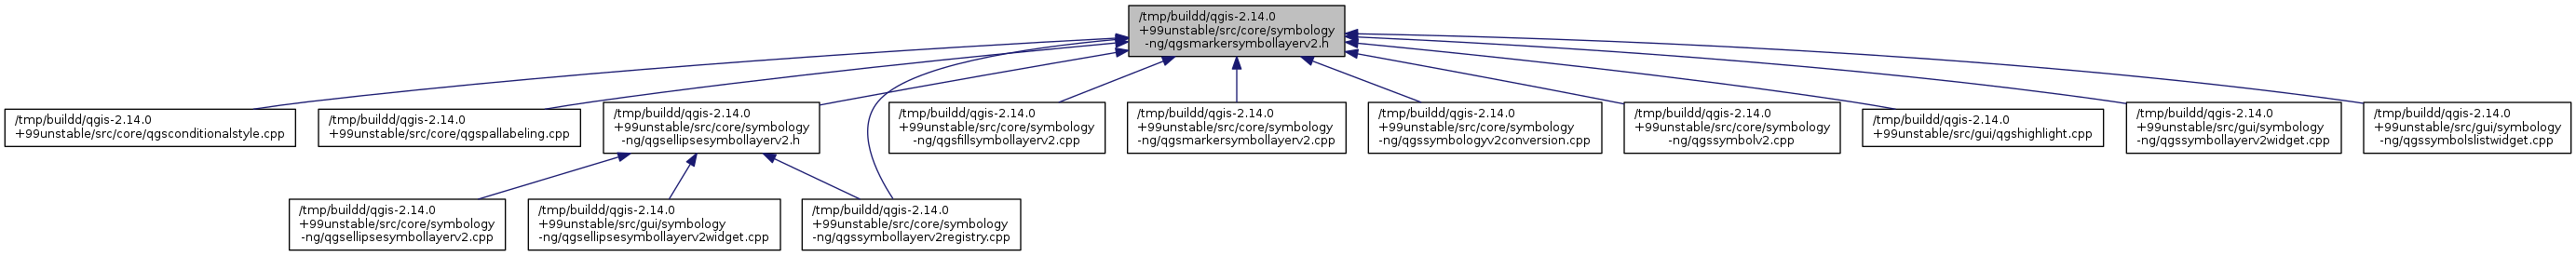 /tmp/buildd/qgis-2.14.0
+99unstable/src/core/symbology
-ng/qgsmarkersymbollayerv2.h
/tmp/buildd/qgis-2.14.0
+99unstable/src/core/qgsconditionalstyle.cpp
/tmp/buildd/qgis-2.14.0
+99unstable/src/core/qgspallabeling.cpp
/tmp/buildd/qgis-2.14.0
+99unstable/src/core/symbology
-ng/qgsellipsesymbollayerv2.h
/tmp/buildd/qgis-2.14.0
+99unstable/src/core/symbology
-ng/qgsfillsymbollayerv2.cpp
/tmp/buildd/qgis-2.14.0
+99unstable/src/core/symbology
-ng/qgsmarkersymbollayerv2.cpp
/tmp/buildd/qgis-2.14.0
+99unstable/src/core/symbology
-ng/qgssymbologyv2conversion.cpp
/tmp/buildd/qgis-2.14.0
+99unstable/src/core/symbology
-ng/qgssymbolv2.cpp
/tmp/buildd/qgis-2.14.0
+99unstable/src/gui/qgshighlight.cpp
/tmp/buildd/qgis-2.14.0
+99unstable/src/gui/symbology
-ng/qgssymbollayerv2widget.cpp
/tmp/buildd/qgis-2.14.0
+99unstable/src/gui/symbology
-ng/qgssymbolslistwidget.cpp
/tmp/buildd/qgis-2.14.0
+99unstable/src/core/symbology
-ng/qgsellipsesymbollayerv2.cpp
/tmp/buildd/qgis-2.14.0
+99unstable/src/gui/symbology
-ng/qgsellipsesymbollayerv2widget.cpp
/tmp/buildd/qgis-2.14.0
+99unstable/src/core/symbology
-ng/qgssymbollayerv2registry.cpp